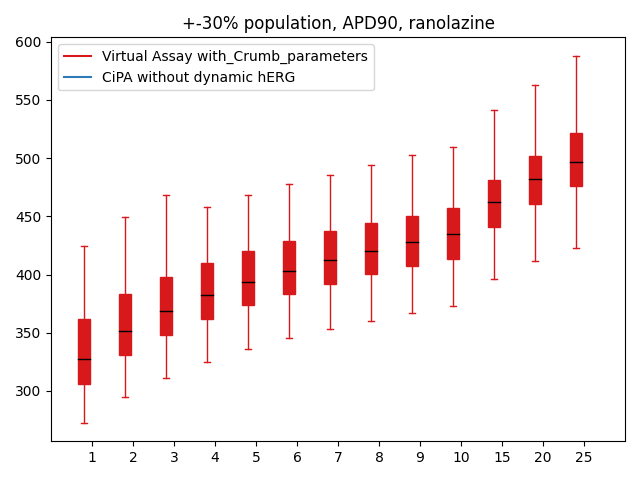 +-30% population, APD90, ranolazine
Virtual Assay with_Crumb_parameters
CiPA without dynamic hERG
600
550
500
450
400
350
300
1 2 3 4 5 6 7 8 9 10 15 20 25